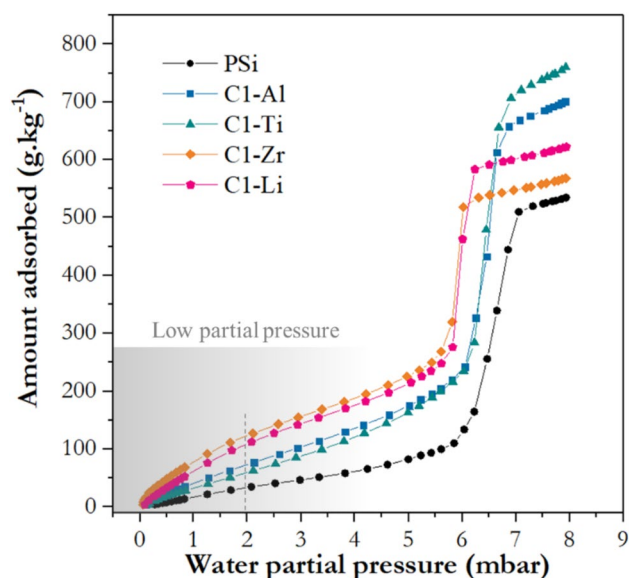 800
700
600
500
400
300
200
100
0
Amount adsorbed (g.kg⁻¹)
PSi
C1-Al
C1-Ti
C1-Zr
C1-Li
Low partial pressure
0 1 2 3 4 5 6 7 8 9
Water partial pressure (mbar)